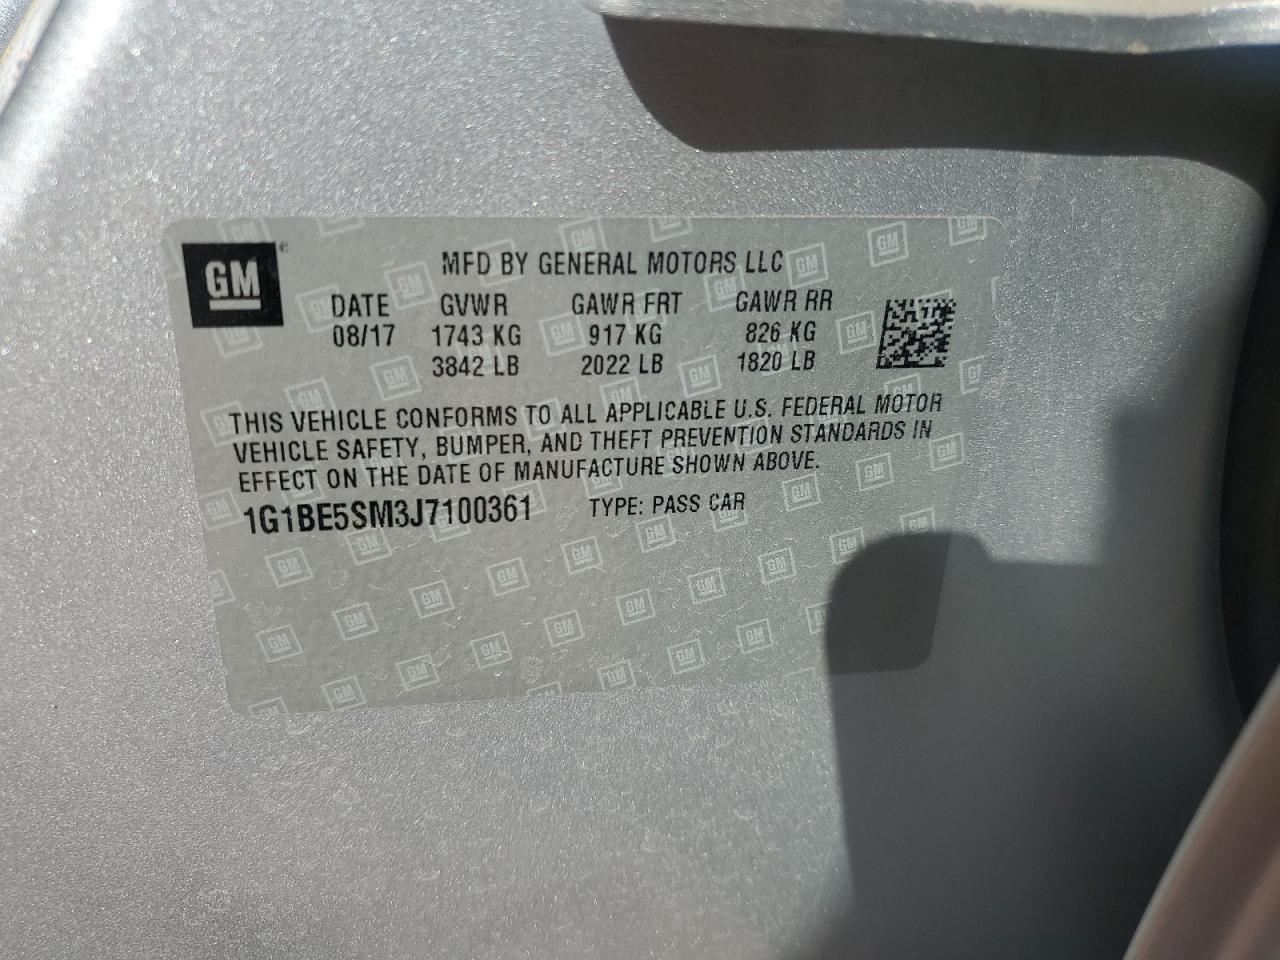 GM ®
MFD BY GENERAL MOTORS LLC
DATE GVWR GAWR FRT GAWR RR
08/17 1743 KG 917 KG 826 KG
3842 LB 2022 LB 1820 LB
THIS VEHICLE CONFORMS TO ALL APPLICABLE U.S. FEDERAL MOTOR
VEHICLE SAFETY, BUMPER, AND THEFT PREVENTION STANDARDS IN
EFFECT ON THE DATE OF MANUFACTURE SHOWN ABOVE.
1G1BE5SM3J7100361 TYPE: PASS CAR